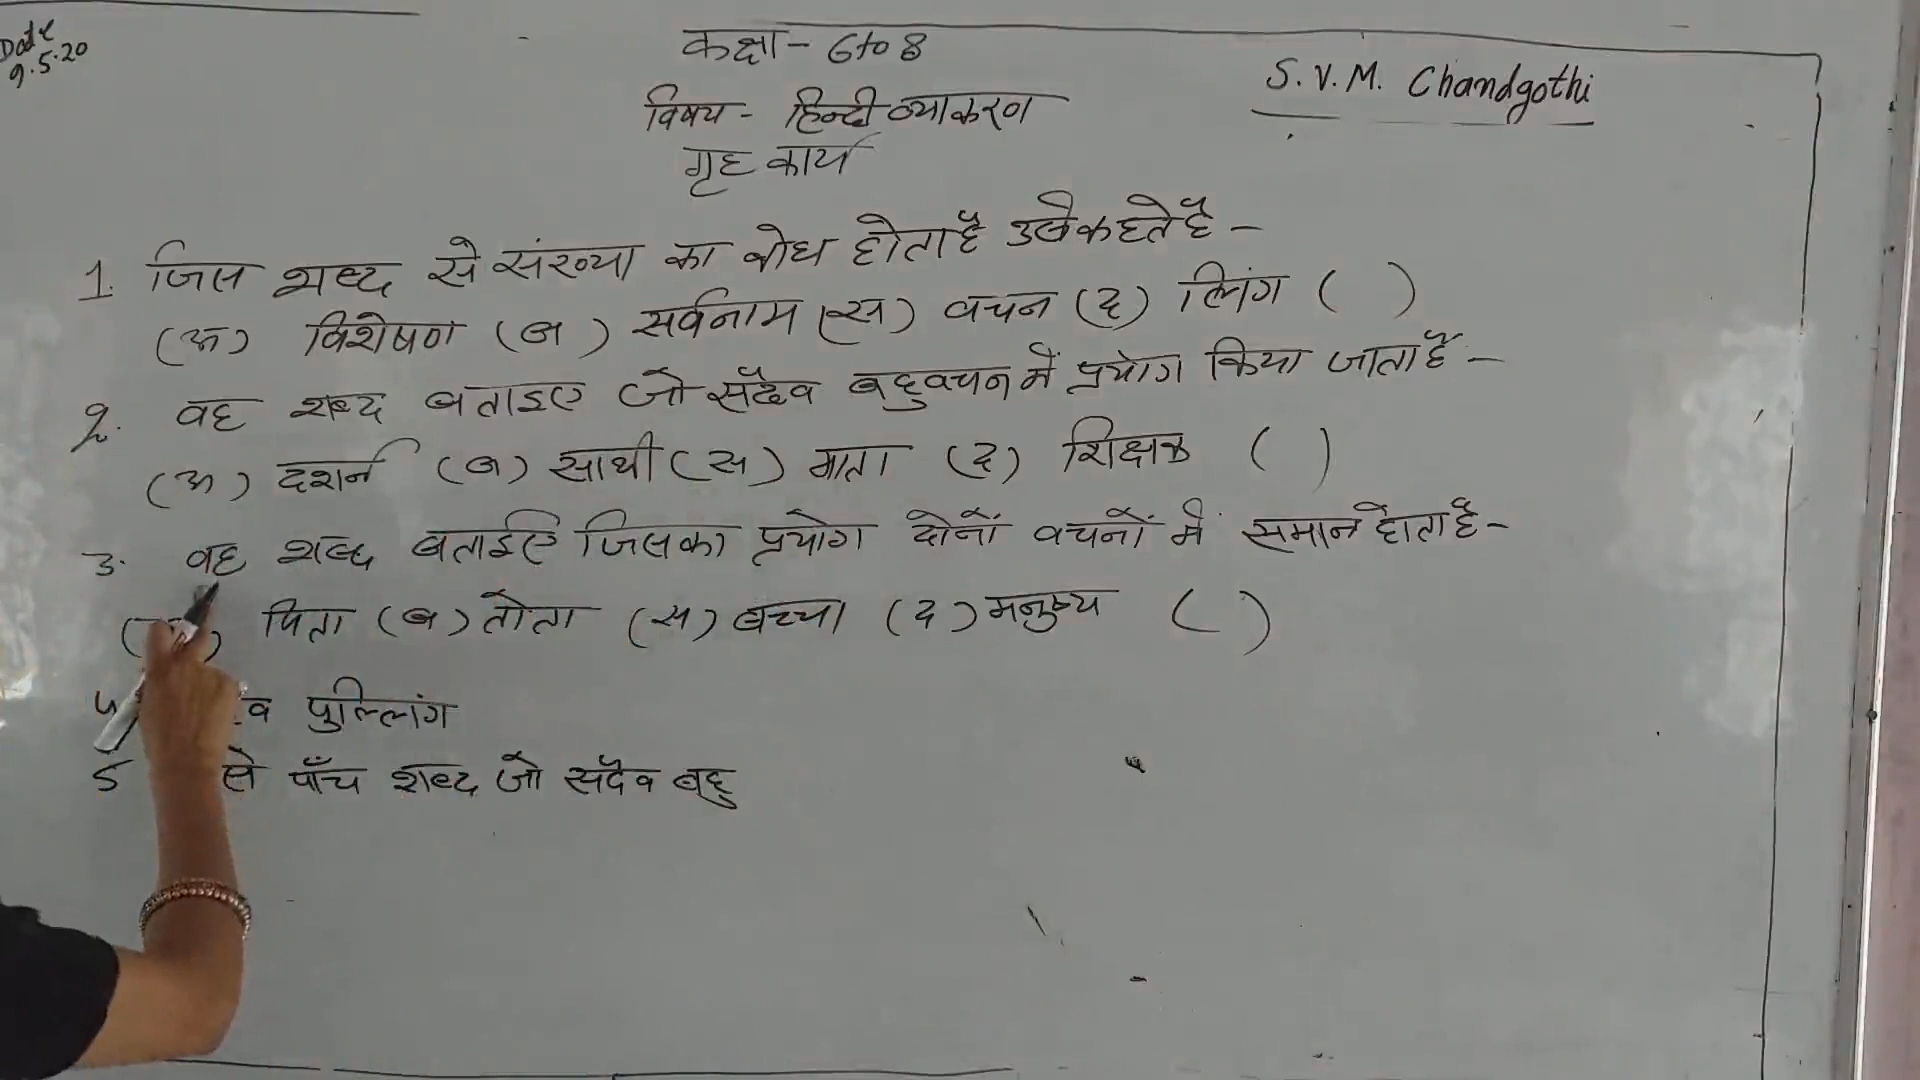 Date
9.5.20
कक्षा - 6 to 8
S.V.M. Chandgothi
विषय - हिन्दी व्याकरण
गृह कार्य
1. जिस शब्द से संख्या का बोध होता है उसे कहते है -
(अ) विशेषण (ब) सर्वनाम (स) वचन (द) लिंग ( )
2. वह शब्द बताइए जो सदैव बहुवचन में प्रयोग किया जाता है -
(अ) दर्शन (ब) साथी (स) माता (द) शिक्षक ( )
3. वह शब्द बताइए जिसका प्रयोग दोनों वचनों में समान होता है -
पिता (ब) तोता (स) बच्चा (द) मनुष्य ( )
4 पुल्लिंग
5 पाँच शब्द जो सदैव बहु